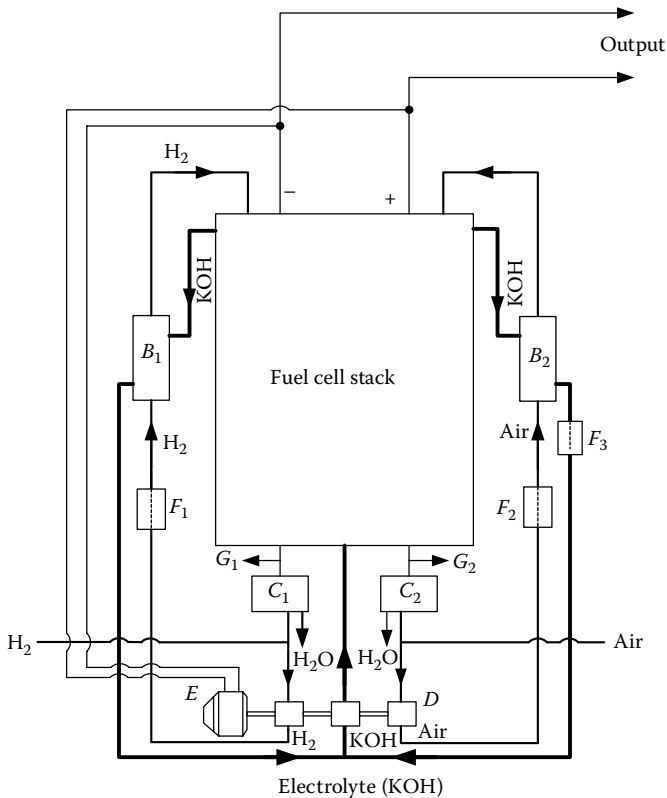 Output
H₂
−
+
KOH
KOH
B₁
B₂
Fuel cell stack
H₂
Air
F₃
F₁
F₂
G₁
G₂
C₁
C₂
H₂
Air
H₂O
H₂O
E
D
H₂
KOH
Air
Electrolyte (KOH)